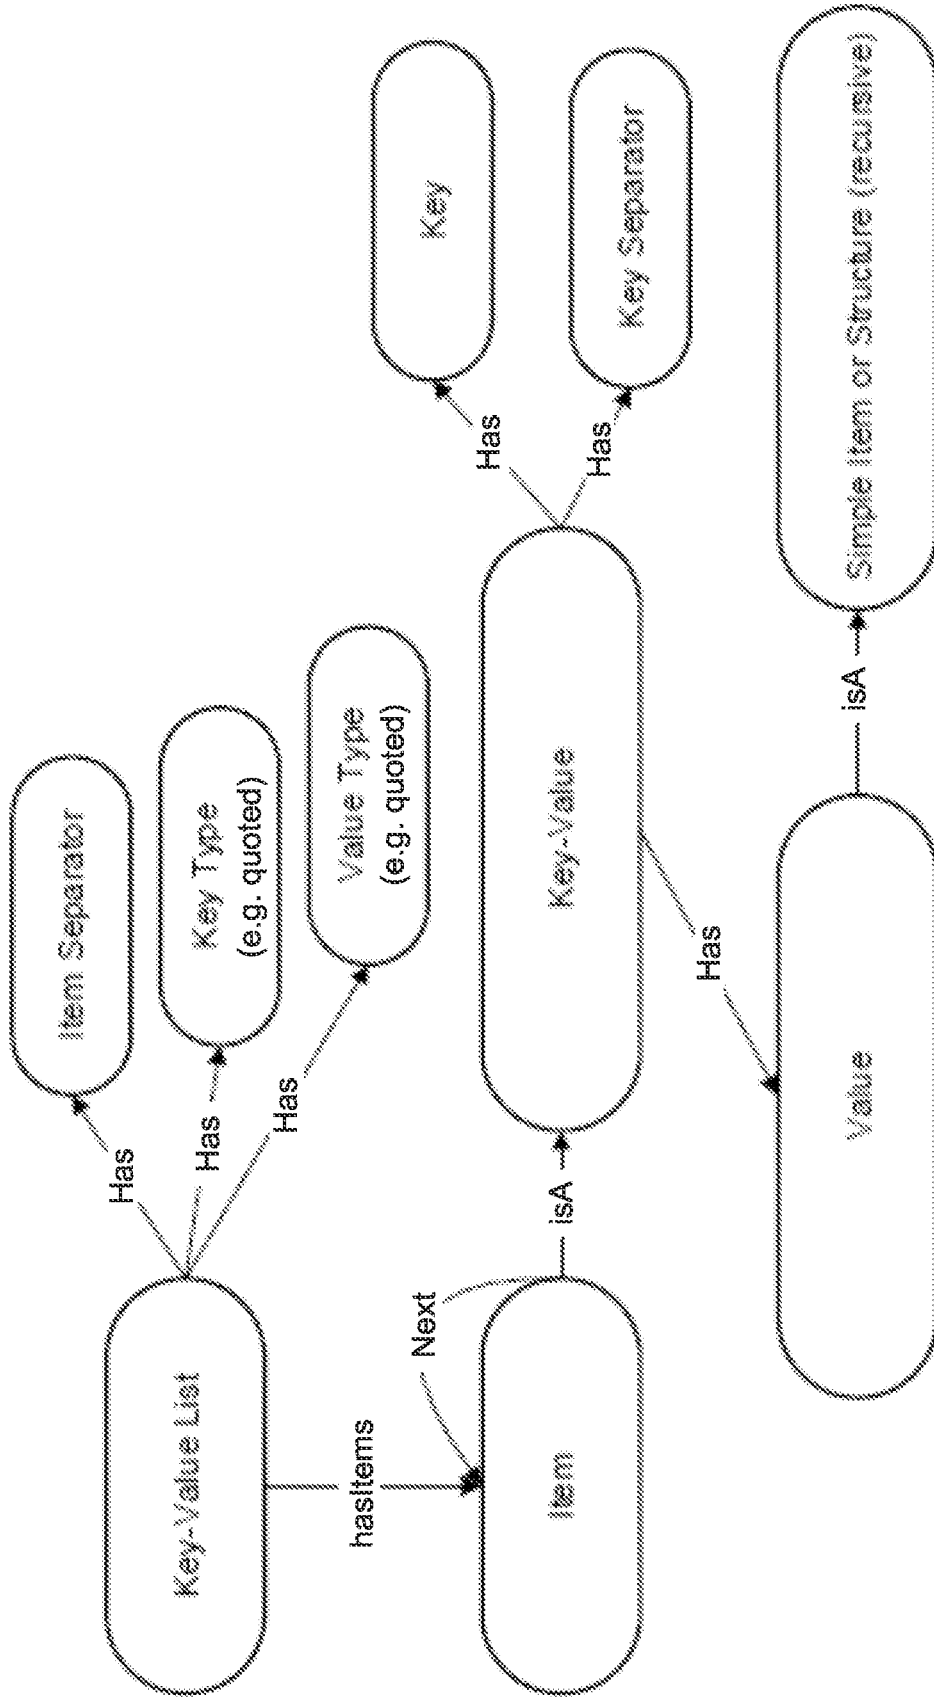 Key-Value List
Has
Item Separator
Has
Key Type
(e.g. quoted)
Has
Value Type
(e.g. quoted)
hasItems
Next
Item
isA
Key-Value
Has
Key
Has
Key Separator
Has
Value
isA
Simple Item or Structure (recursive)